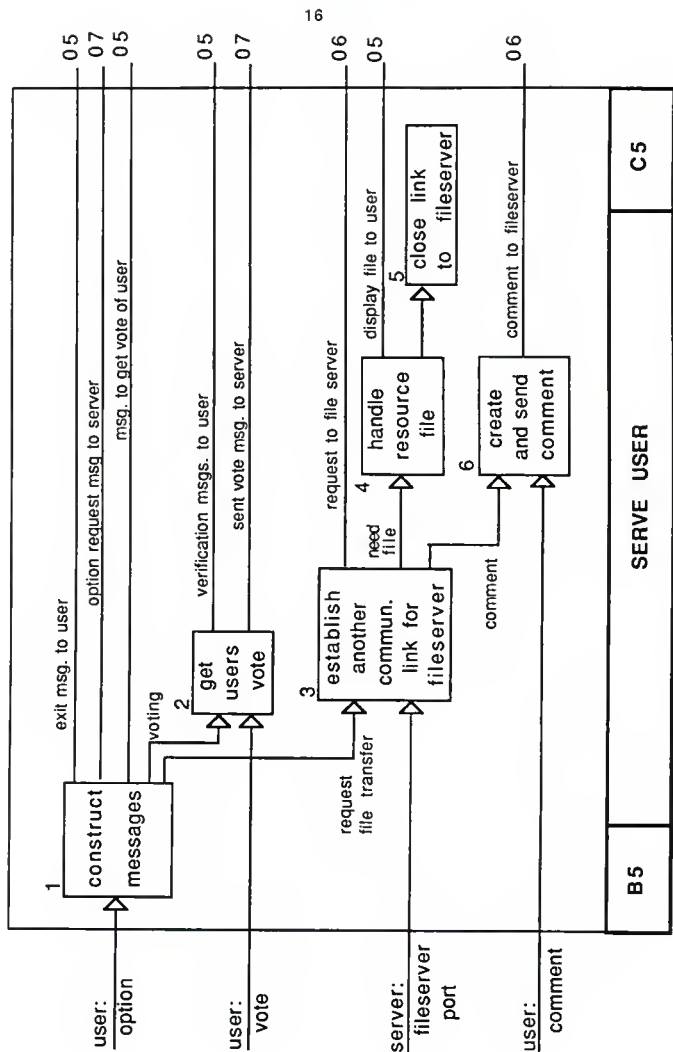 16
exit msg. to user
05
option request msg to server
07
msg. to get vote of user
05
user:
option
1
construct
messages
voting
verification msgs. to user
05
sent vote msg. to server
07
user:
vote
2
get
users
vote
request
file transfer
request to file server
06
server:
fileserver
port
3
establish
another
commun.
link for
fileserver
need
file
display file to user
05
4
handle
resource
file
5
close link
to fileserver
comment
user:
comment
6
create
and send
comment
comment to fileserver
06
B5
SERVE USER
C5